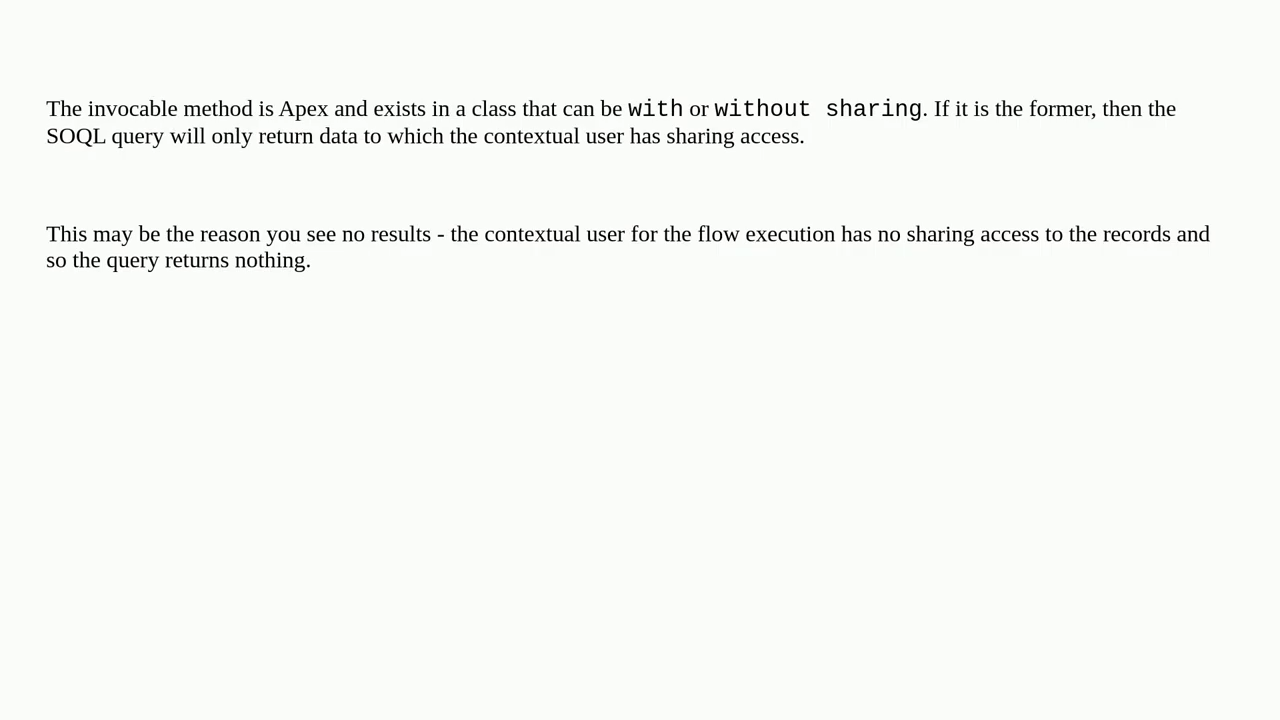 The invocable method is Apex and exists in a class that can be with or without sharing. If it is the former, then the
SOQL query will only return data to which the contextual user has sharing access.
This may be the reason you see no results - the contextual user for the flow execution has no sharing access to the records and
so the query returns nothing.